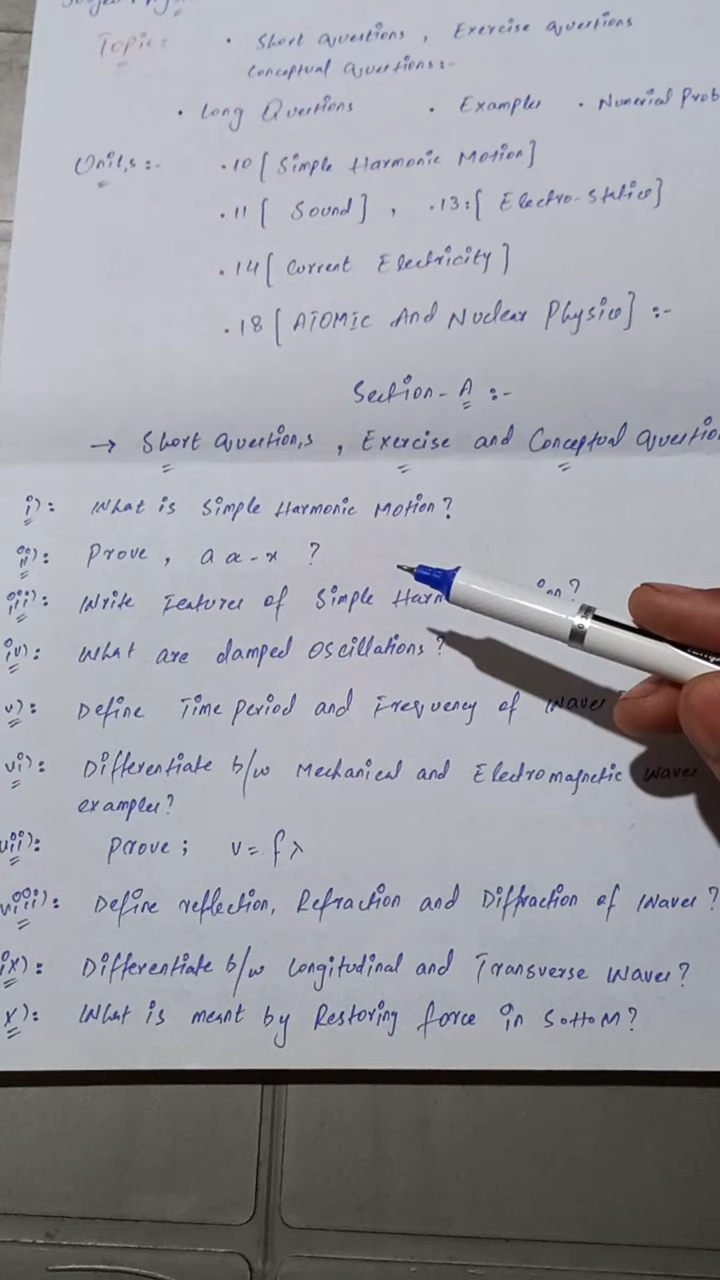 Topic:
• Short Questions, Exercise Questions
Conceptual Questions:-
• Long Questions • Examples • Numerial Prob
Units:- .10 [Simple Harmonic Motion]
.11 [Sound], .13:[Electro-Statics]
.14 [Current Electricity]
.18 [ATOMIC And Nuclear Physics] :-
Section-A :-
→ Short Questions, Exercise and Conceptual Question
i): What is Simple Harmonic Motion?
ii): Prove, a α -x ?
iii): Write Features of Simple Harm on?
iv): What are damped Oscillations?
v): Define Time period and Frequency of Waves
vi): Differentiate b/w Mechanical and Electromagnetic Waves
examples?
vii): Prove; v = fλ
viii): Define reflection, Refraction and Diffraction of Waves?
ix): Differentiate b/w Longitudinal and Transverse Waves?
x): What is meant by Restoring force in SOHOM?